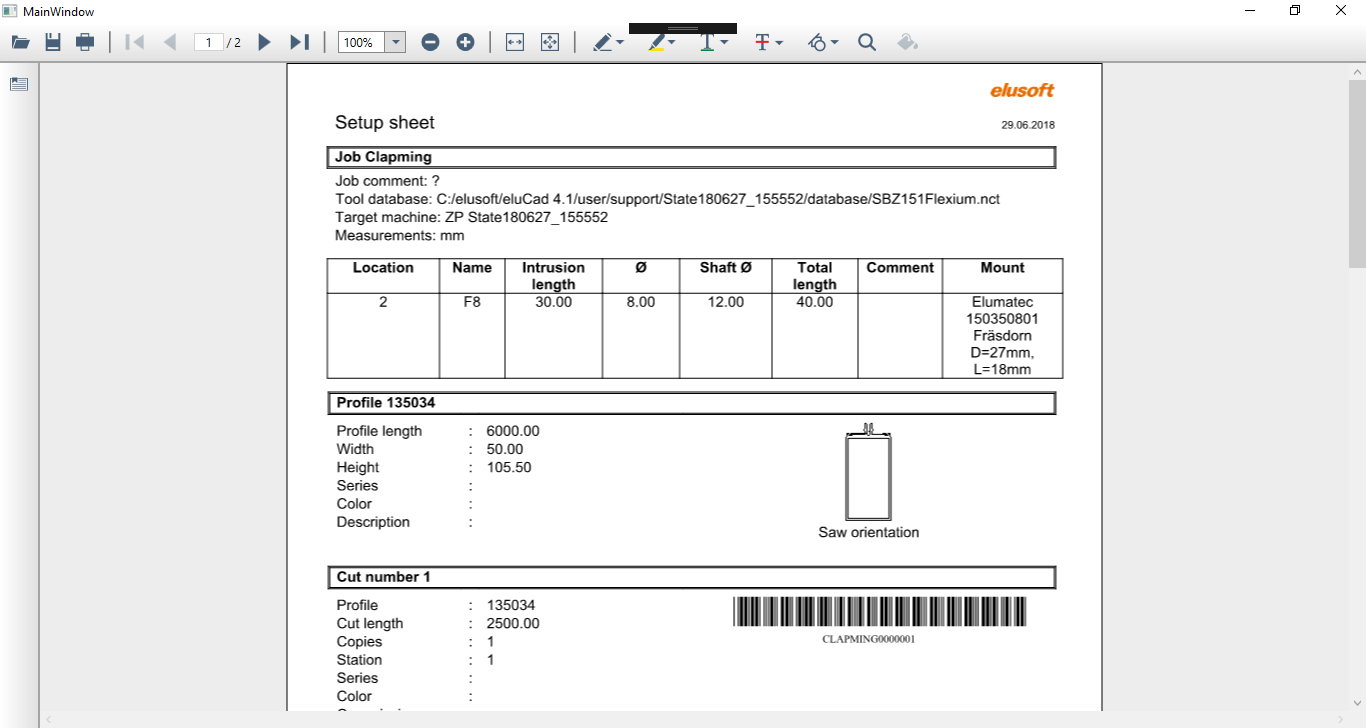 MainWindow
1 / 2
100%
elusoft
Setup sheet
29.06.2018
Job Clapming
Job comment: ?
Tool database: C:/elusoft/eluCad 4.1/user/support/State180627_155552/database/SBZ151Flexium.nct
Target machine: ZP State180627_155552
Measurements: mm
Location Name Intrusion length Ø Shaft Ø Total length Comment Mount
2 F8 30.00 8.00 12.00 40.00 Elumatec
150350801
Fräsdorn
D=27mm,
L=18mm
Profile 135034
Profile length : 6000.00
Width : 50.00
Height : 105.50
Series :
Color :
Description :
Saw orientation
Cut number 1
Profile : 135034
Cut length : 2500.00
Copies : 1
Station : 1
Series :
Color :
CLAPMING0000001